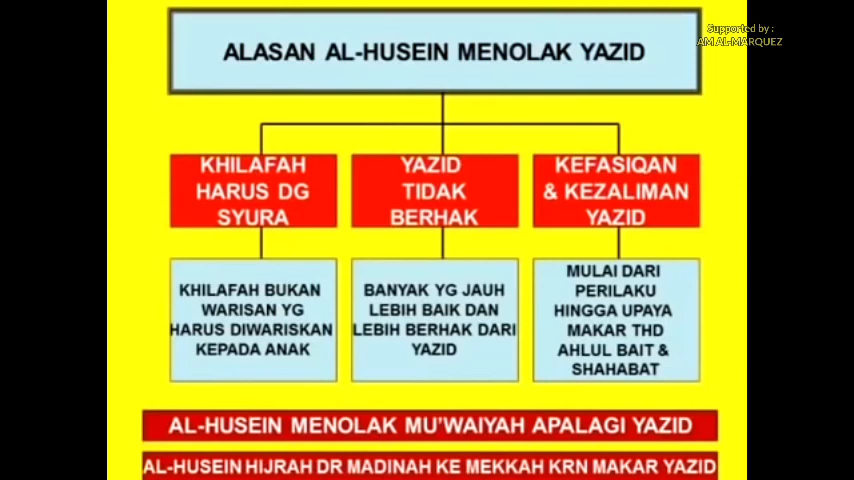 Supported by :
AM AL-MARQUEZ
ALASAN AL-HUSEIN MENOLAK YAZID
KHILAFAH
HARUS DG
SYURA
YAZID
TIDAK
BERHAK
KEFASIQAN
& KEZALIMAN
YAZID
KHILAFAH BUKAN
WARISAN YG
HARUS DIWARISKAN
KEPADA ANAK
BANYAK YG JAUH
LEBIH BAIK DAN
LEBIH BERHAK DARI
YAZID
MULAI DARI
PERILAKU
HINGGA UPAYA
MAKAR THD
AHLUL BAIT &
SHAHABAT
AL-HUSEIN MENOLAK MU'WAIYAH APALAGI YAZID
AL-HUSEIN HIJRAH DR MADINAH KE MEKKAH KRN MAKAR YAZID